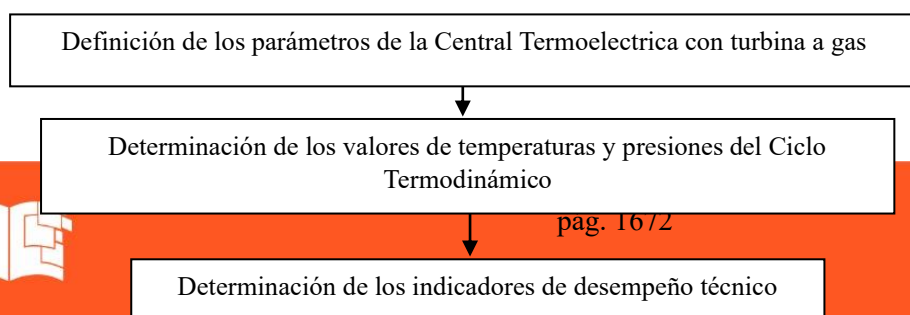 Definición de los parámetros de la Central Termoelectrica con turbina a gas
Determinación de los valores de temperaturas y presiones del Ciclo
Termodinámico
pág. 1672
Determinación de los indicadores de desempeño técnico